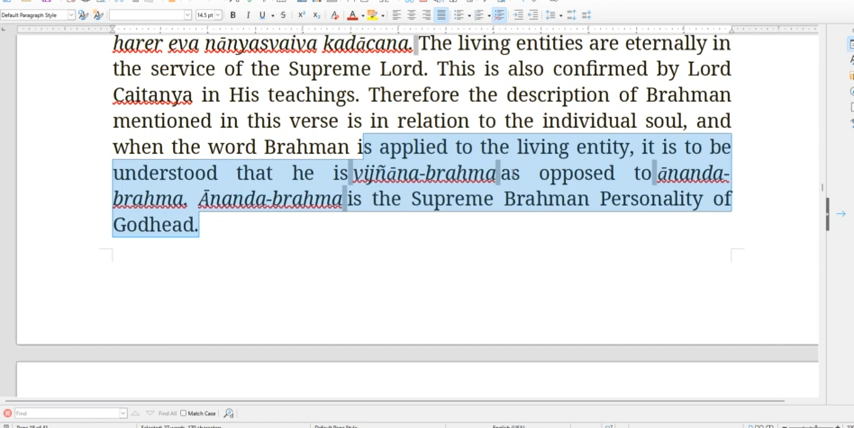 Default Paragraph Style
14.5 pt
harer eva nānyasvaiva kadācana. The living entities are eternally in
the service of the Supreme Lord. This is also confirmed by Lord
Caitanya in His teachings. Therefore the description of Brahman
mentioned in this verse is in relation to the individual soul, and
when the word Brahman is applied to the living entity, it is to be
understood that he is vijñāna-brahma as opposed to ānanda-
brahma. Ānanda-brahma is the Supreme Brahman Personality of
Godhead.
Find Find All Match Case